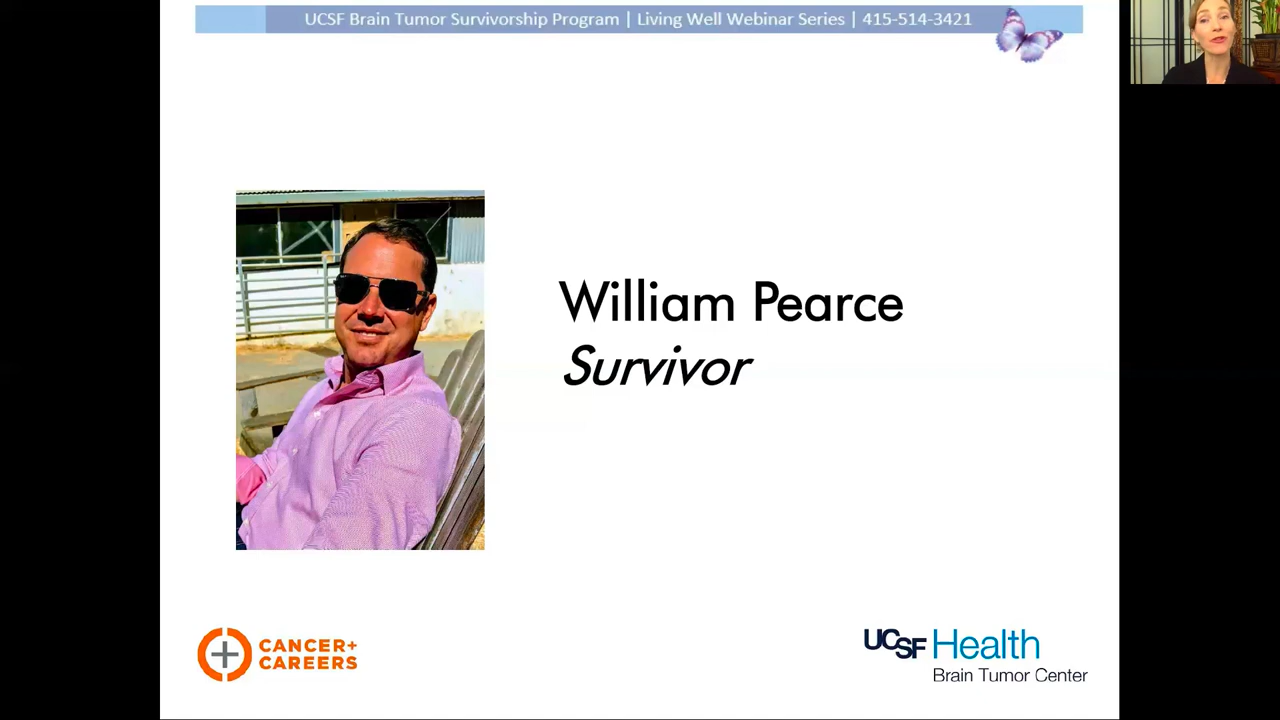 UCSF Brain Tumor Survivorship Program | Living Well Webinar Series | 415-514-3421
William Pearce
Survivor
CANCER+
CAREERS
UCSF Health
Brain Tumor Center